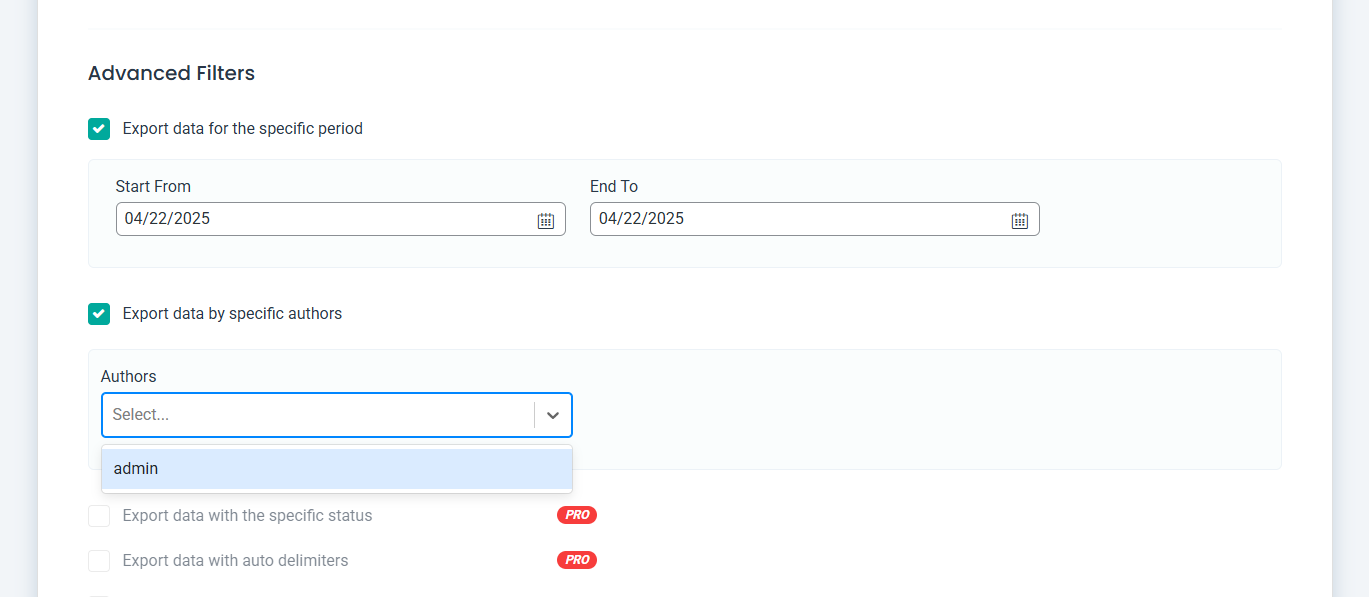 Advanced Filters
Export data for the specific period
Start From End To
04/22/2025 04/22/2025
Export data by specific authors
Authors
Select...
admin
Export data with the specific status PRO
Export data with auto delimiters PRO